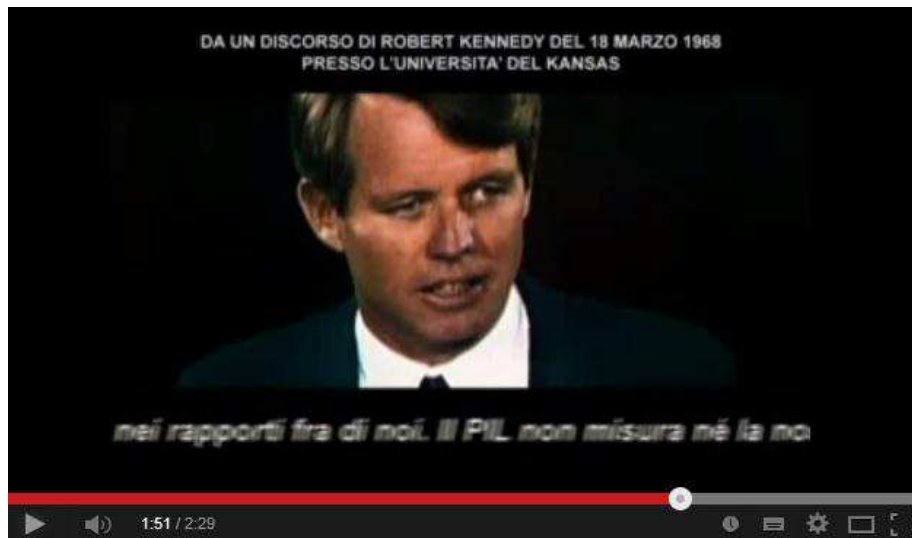 DA UN DISCORSO DI ROBERT KENNEDY DEL 18 MARZO 1968
PRESSO L'UNIVERSITA' DEL KANSAS
nei rapporti fra di noi. Il PIL non misura né la no
1:51 / 2:29